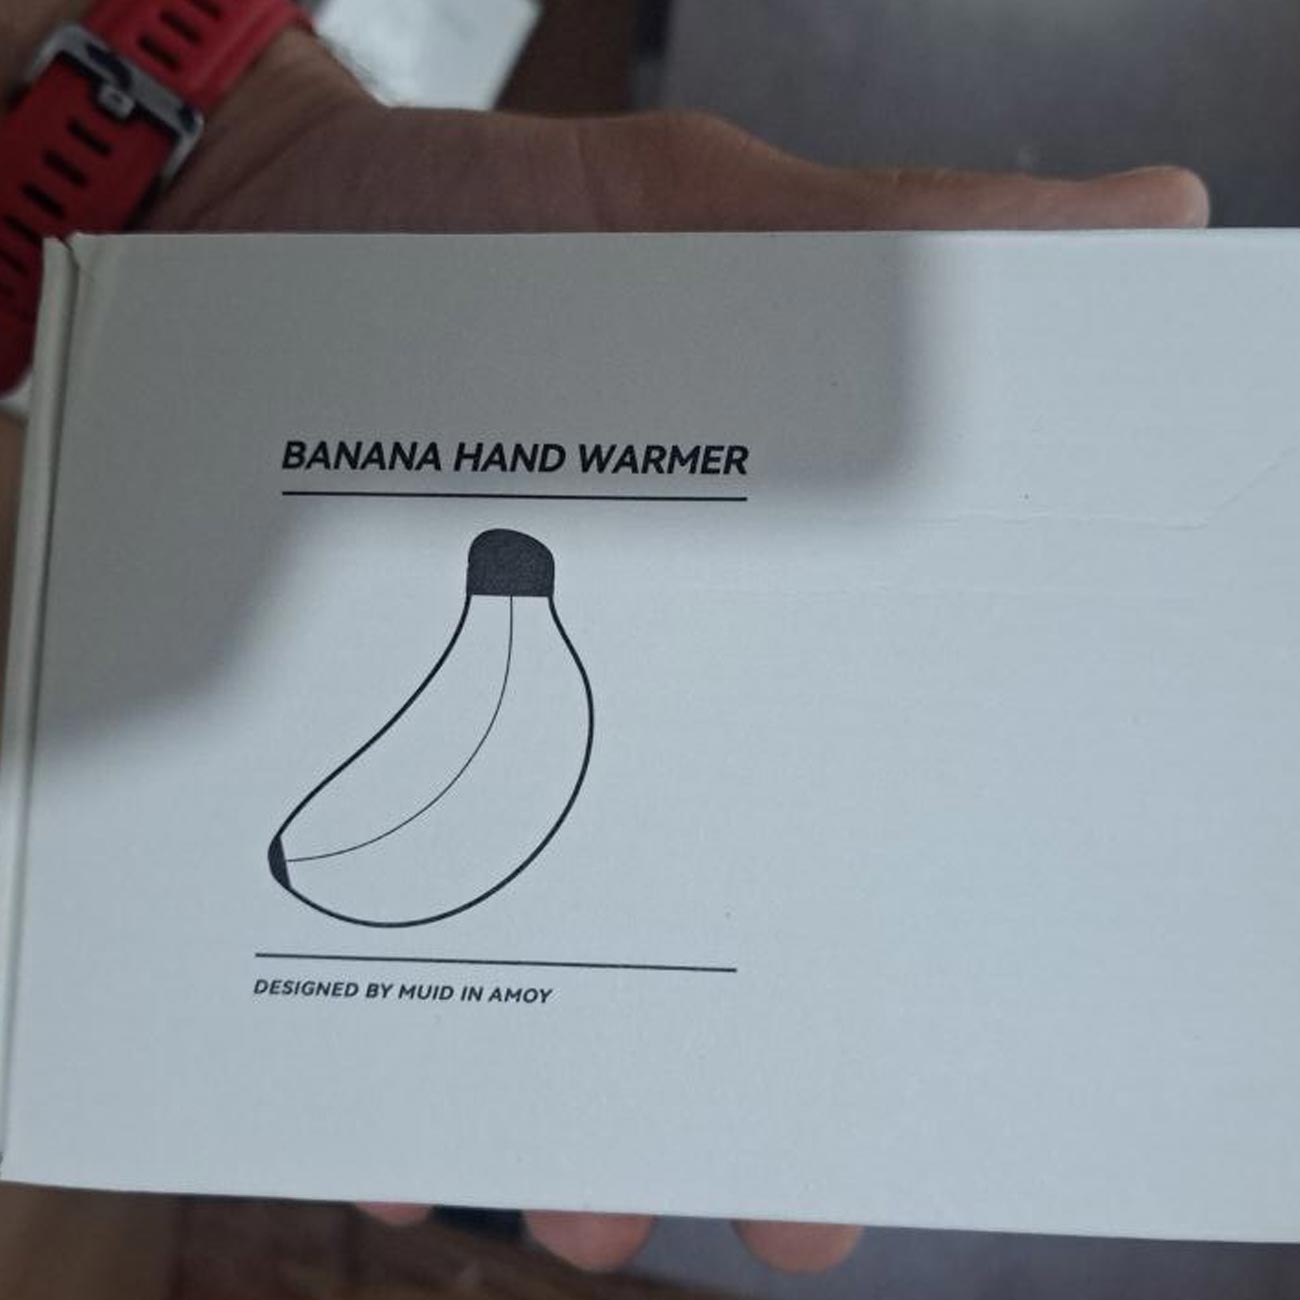 BANANA HAND WARMER
DESIGNED BY MUID IN AMOY